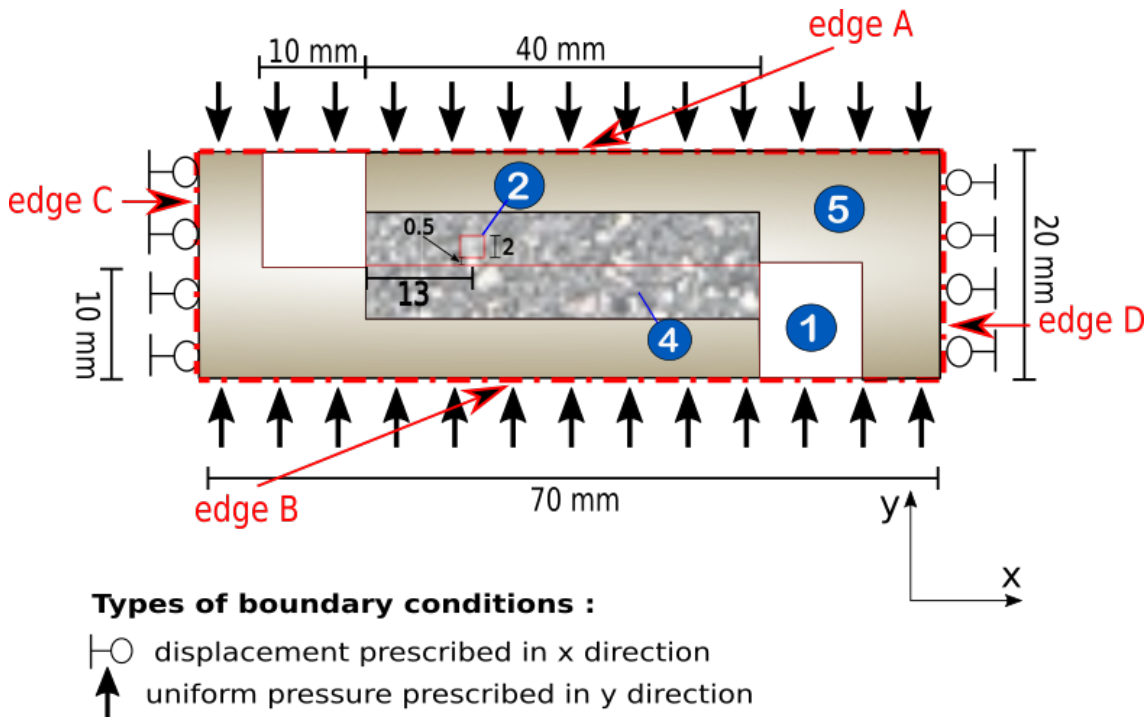 edge A
10 mm
40 mm
2
edge C
5
0.5
2
20 mm
13
10 mm
4
1
edge D
edge B
70 mm
y
x
Types of boundary conditions :
displacement prescribed in x direction
uniform pressure prescribed in y direction